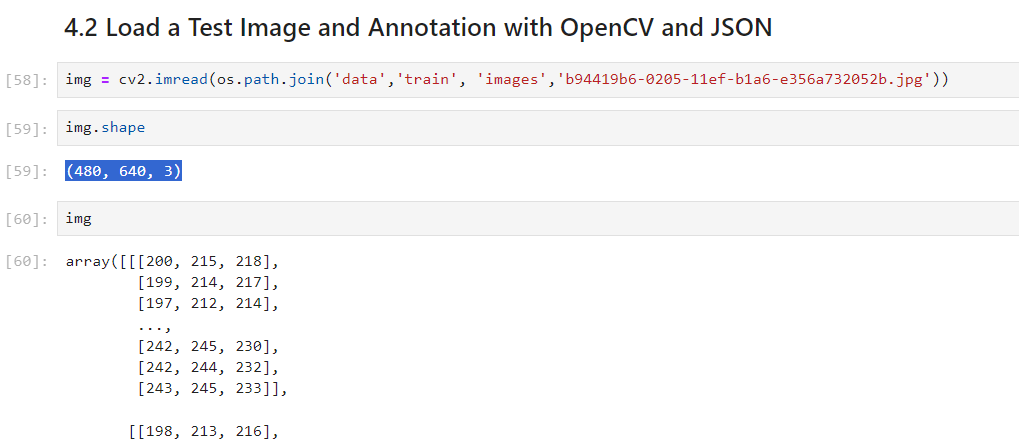 4.2 Load a Test Image and Annotation with OpenCV and JSON
[58]: img = cv2.imread(os.path.join('data','train', 'images','b94419b6-0205-11ef-b1a6-e356a732052b.jpg'))
[59]: img.shape
[59]: (480, 640, 3)
[60]: img
[60]: array([[[200, 215, 218],
[199, 214, 217],
[197, 212, 214],
...,
[242, 245, 230],
[242, 244, 232],
[243, 245, 233]],
[[198, 213, 216],